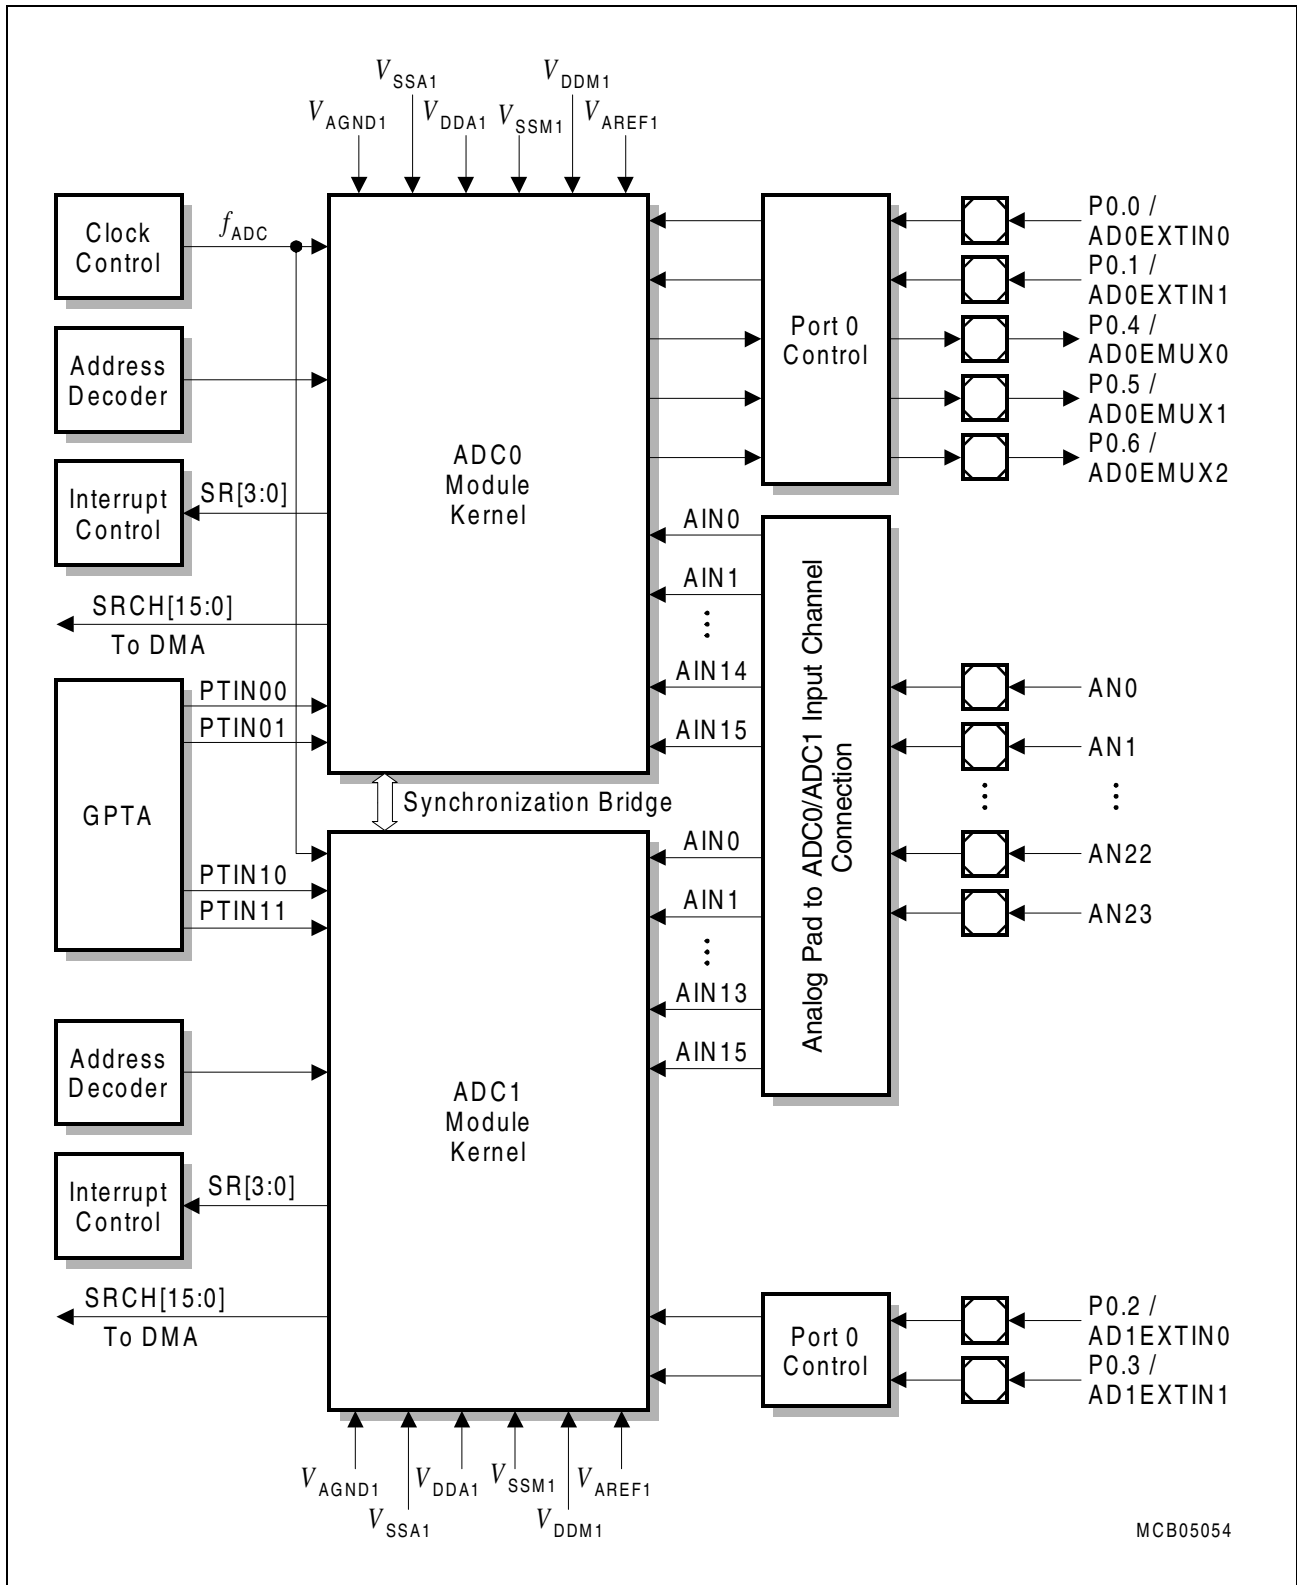 VSSA1
VDDM1
VAGND1
VDDA1
VSSM1
VAREF1
Clock
Control
fADC
Address
Decoder
Interrupt
Control
SR[3:0]
SRCH[15:0]
To DMA
GPTA
PTIN00
PTIN01
PTIN10
PTIN11
ADC0
Module
Kernel
Synchronization Bridge
Port 0
Control
P0.0 /
AD0EXTIN0
P0.1 /
AD0EXTIN1
P0.4 /
AD0EMUX0
P0.5 /
AD0EMUX1
P0.6 /
AD0EMUX2
AIN0
AIN1
AIN14
AIN15
Analog Pad to ADC0/ADC1 Input Channel
Connection
AN0
AN1
AN22
AN23
AIN0
AIN1
AIN13
AIN15
Address
Decoder
Interrupt
Control
SR[3:0]
SRCH[15:0]
To DMA
ADC1
Module
Kernel
Port 0
Control
P0.2 /
AD1EXTIN0
P0.3 /
AD1EXTIN1
VAGND1
VDDA1
VSSM1
VAREF1
VSSA1
VDDM1
MCB05054